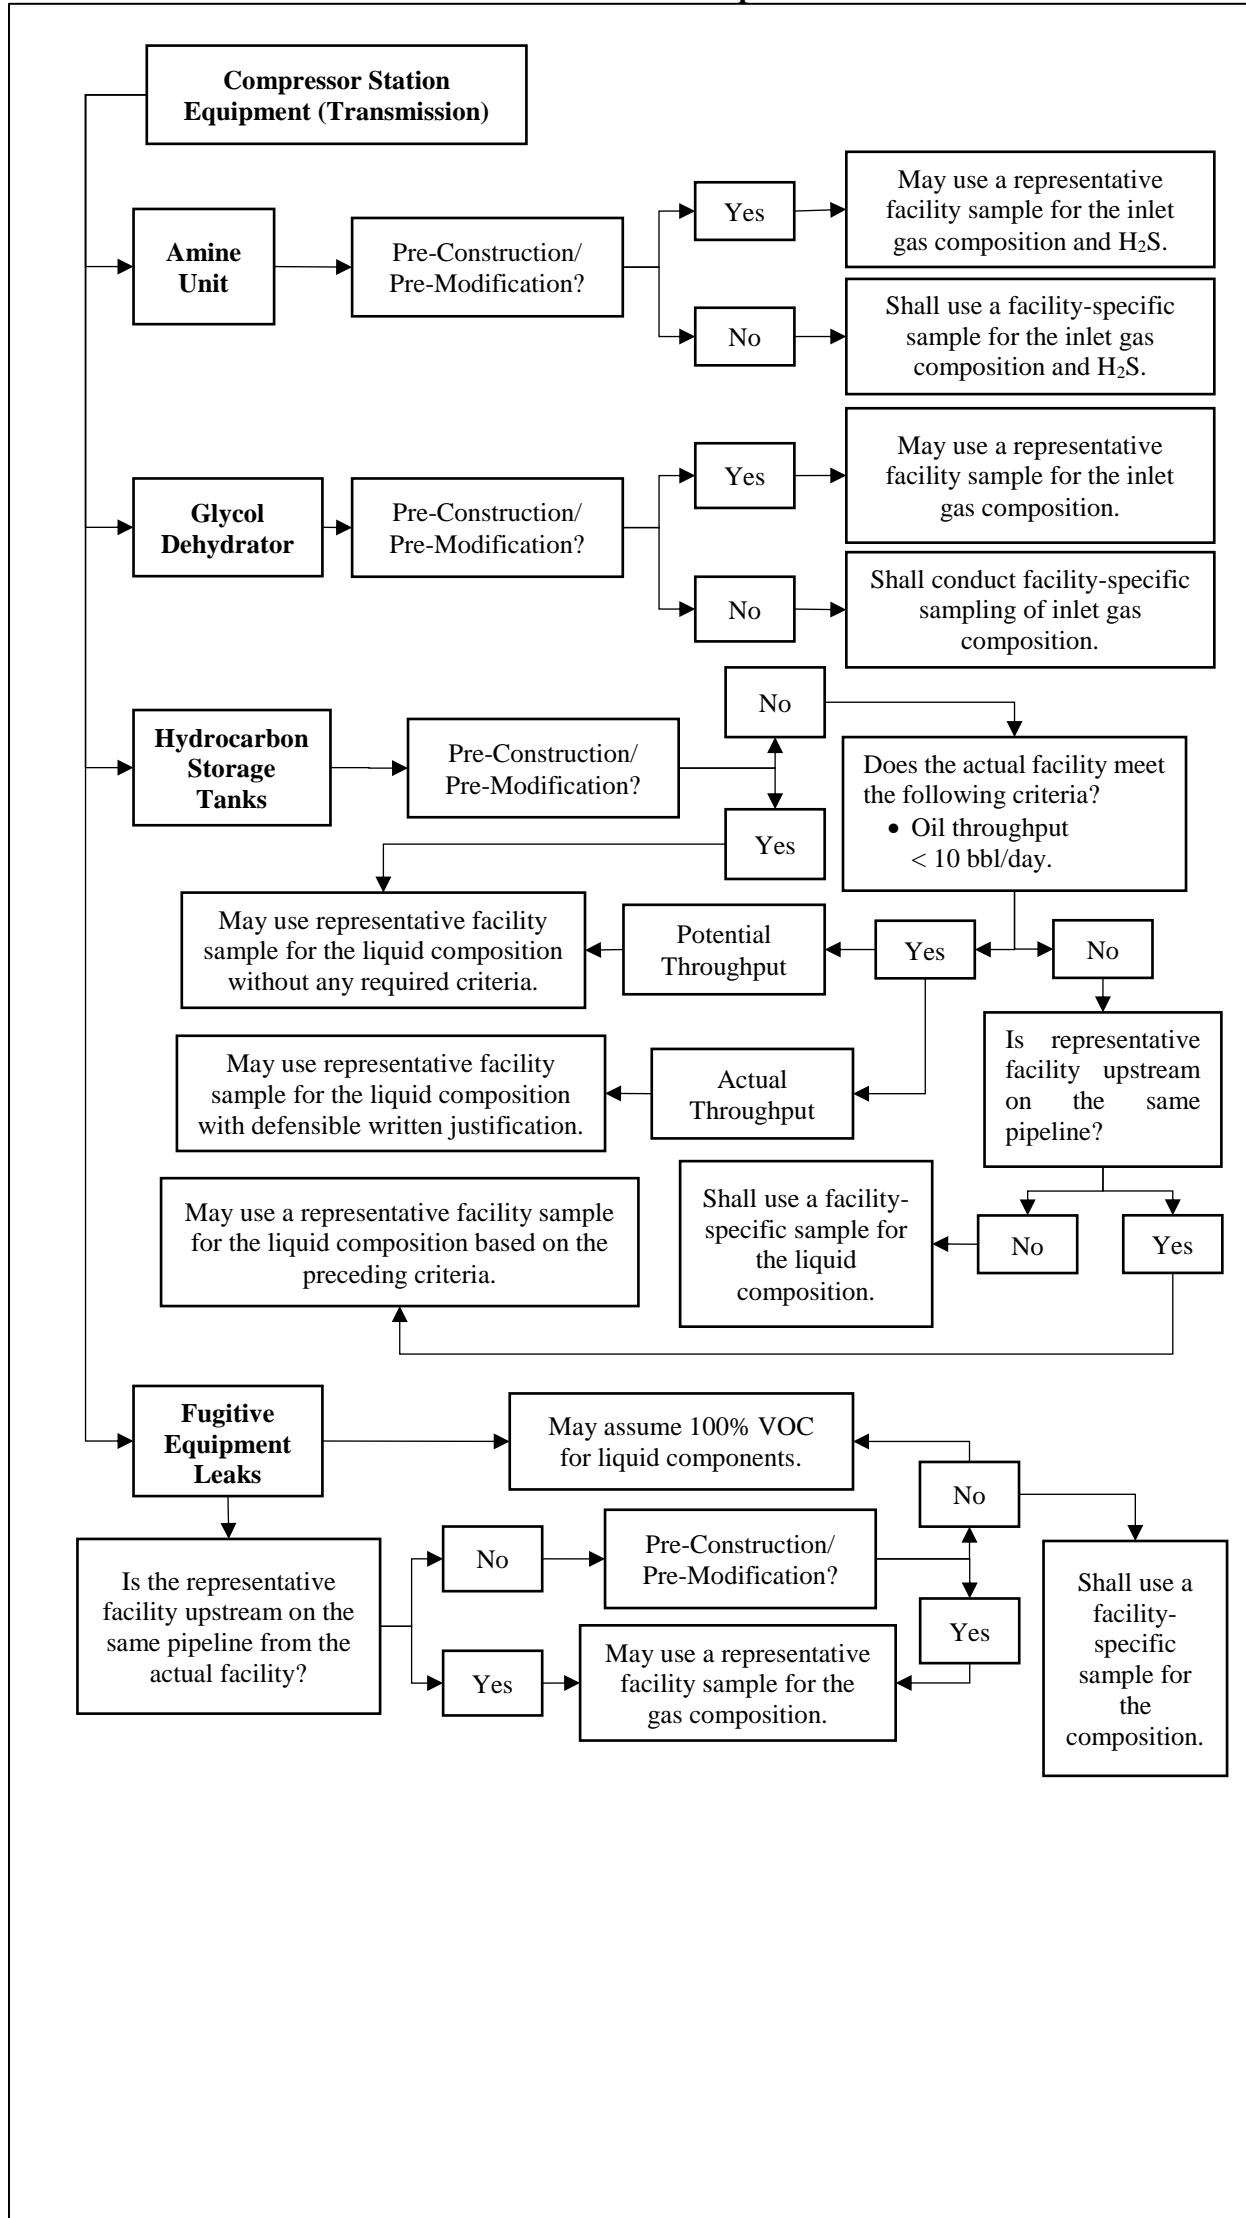 Compressor Station
Equipment (Transmission)
Amine
Unit
Pre-Construction/
Pre-Modification?
Yes
May use a representative
facility sample for the inlet
gas composition and H₂S.
No
Shall use a facility-specific
sample for the inlet gas
composition and H₂S.
Glycol
Dehydrator
Pre-Construction/
Pre-Modification?
Yes
May use a representative
facility sample for the inlet
gas composition.
No
Shall conduct facility-specific
sampling of inlet gas
composition.
Hydrocarbon
Storage
Tanks
Pre-Construction/
Pre-Modification?
No
Yes
Does the actual facility meet
the following criteria?
• Oil throughput
< 10 bbl/day.
May use representative facility
sample for the liquid composition
without any required criteria.
Potential
Throughput
Yes
No
May use representative facility
sample for the liquid composition
with defensible written justification.
Actual
Throughput
Is representative
facility upstream
on the same
pipeline?
May use a representative facility sample
for the liquid composition based on the
preceding criteria.
Shall use a facility-
specific sample for
the liquid
composition.
No
Yes
Fugitive
Equipment
Leaks
May assume 100% VOC
for liquid components.
No
Is the representative
facility upstream on the
same pipeline from the
actual facility?
No
Pre-Construction/
Pre-Modification?
Yes
Yes
May use a representative
facility sample for the
gas composition.
Shall use a
facility-
specific
sample for
the
composition.